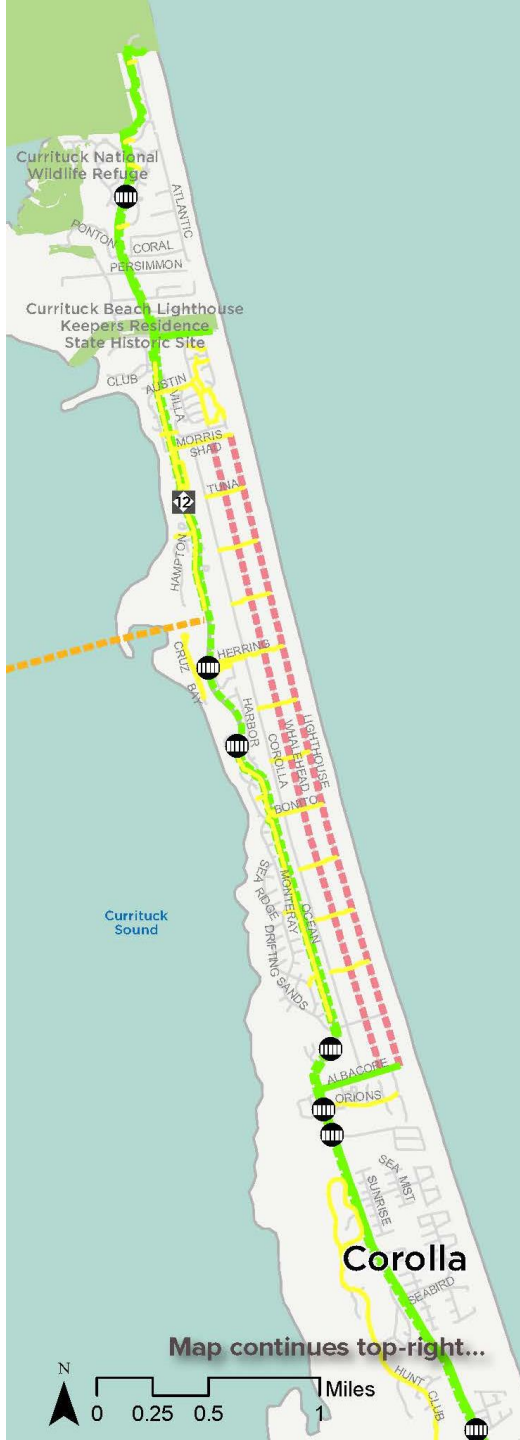 Currituck National
Wildlife Refuge
ATLANTIC
PONTON
CORAL
PERSIMMON
Currituck Beach Lighthouse
Keepers Residence
State Historic Site
CLUB
AUSTIN
VILLA
MORRIS
SHAD
TUNA
12
HAMPTON
HERRING
CRUZ
BAY
HARBOR
COROLLA
WHALEHEAD
LIGHTHOUSE
BONITO
SEA RIDGE
MONTERAY
OCEAN
DRIFTING SANDS
Currituck
Sound
ALBACORE
ORIONS
SEA MIST
SUNRISE
Corolla
SEABIRD
Map continues top-right...
HUNT CLUB
N
Miles
0 0.25 0.5 1